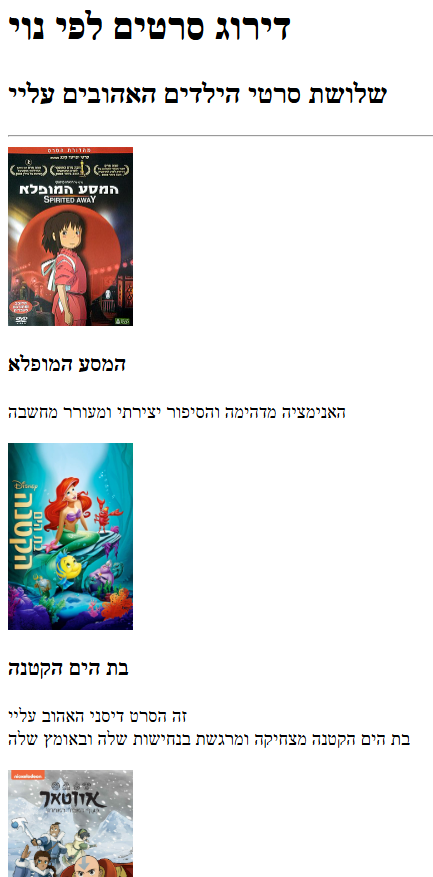 דירוג סרטים לפי נוי
שלושת סרטי הילדים האהובים עליי
המסע המופלא
SPIRITED AWAY
DVD
המסע המופלא
האנימציה מדהימה והסיפור יצירתי ומעורר מחשבה
Disney
בת הים
הקטנה
בת הים הקטנה
זה הסרט דיסני האהוב עליי
בת הים הקטנה מצחיקה ומרגשת בנחישות שלה ובאומץ שלה
nickelodeon
אווטאר